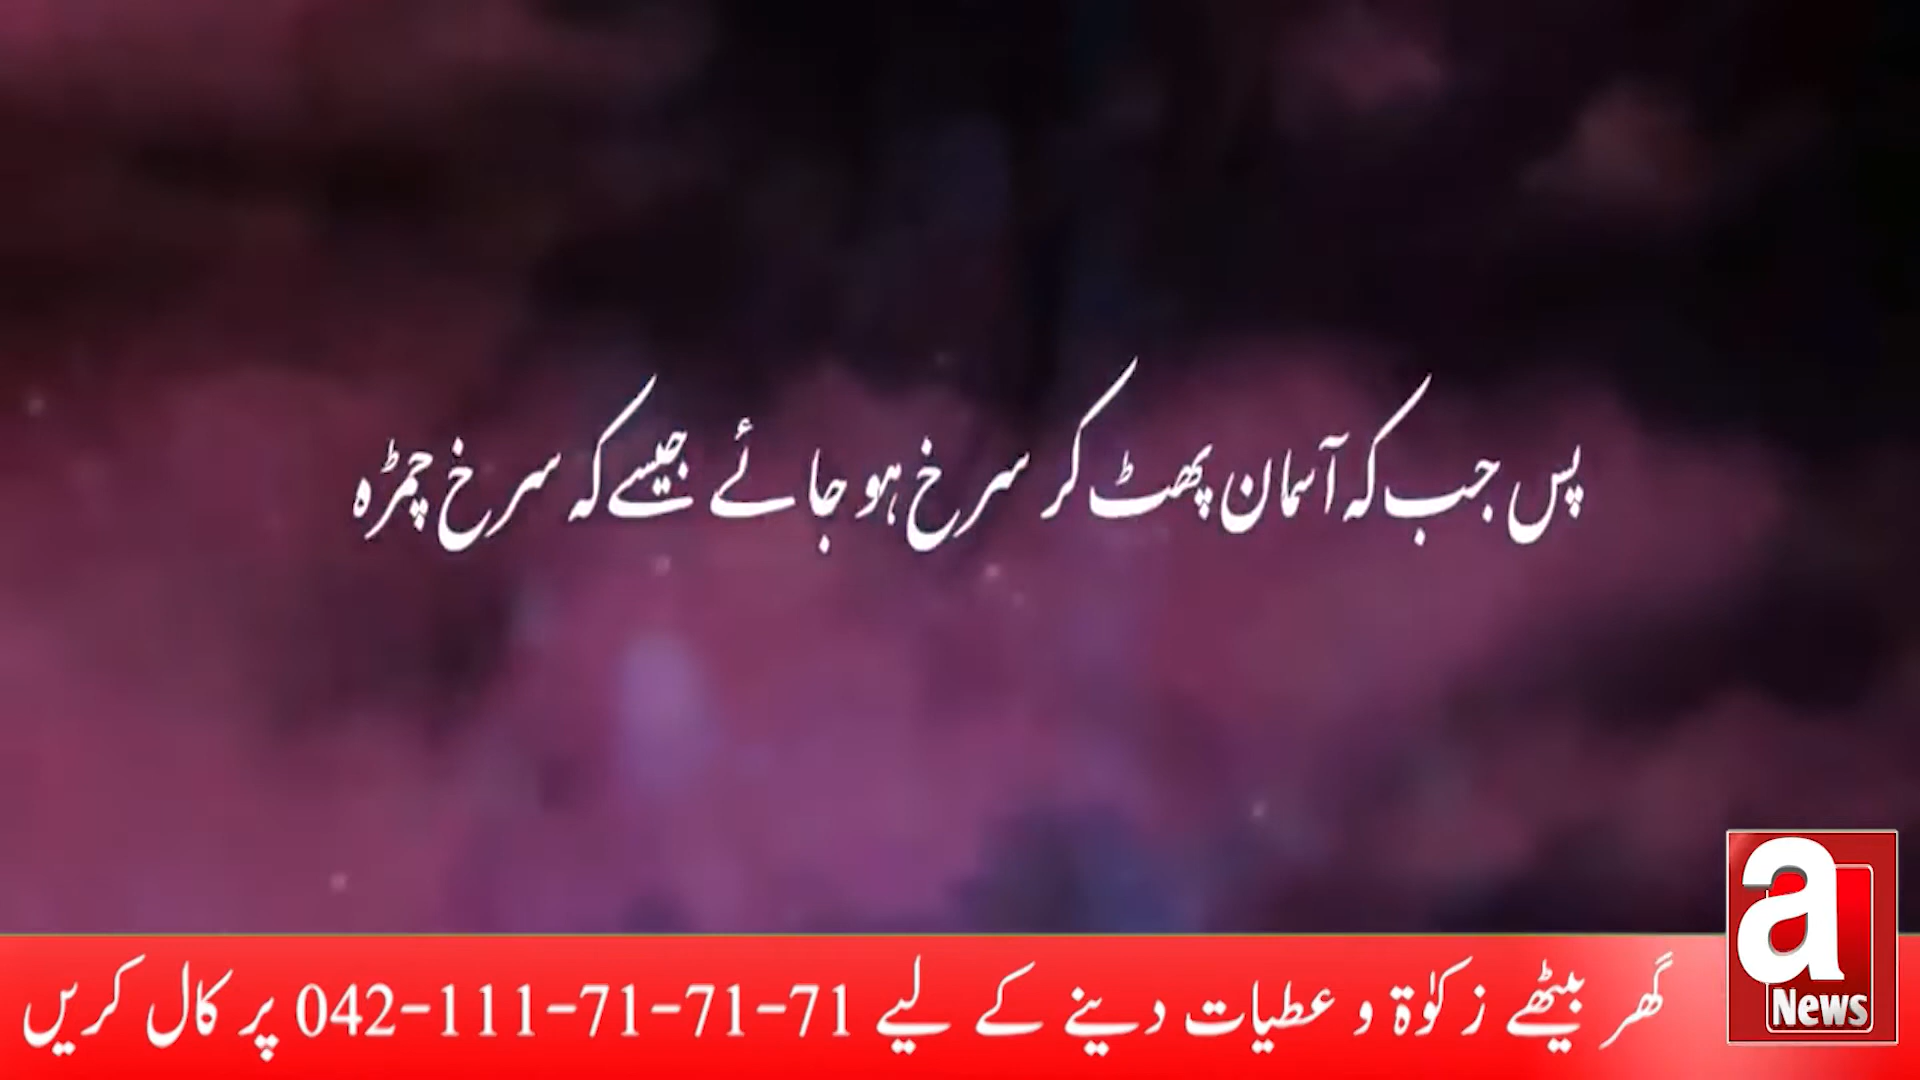 پس جب کہ آسمان پھٹ کر سرخ ہو جائے جیسے کہ سرخ چمڑہ
گھر بیٹھے زکوٰۃ و عطیات دینے کے لیے 71-71-71-111-042 پر کال کریں
a
News